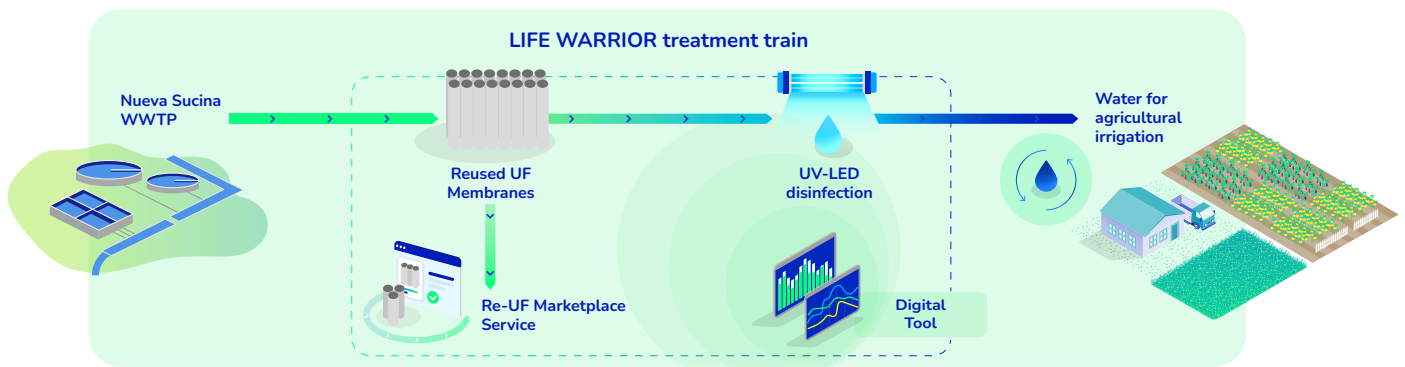 LIFE WARRIOR treatment train
Nueva Sucina
WWTP
Reused UF
Membranes
UV-LED
disinfection
Water for
agricultural
irrigation
Re-UF Marketplace
Service
Digital
Tool